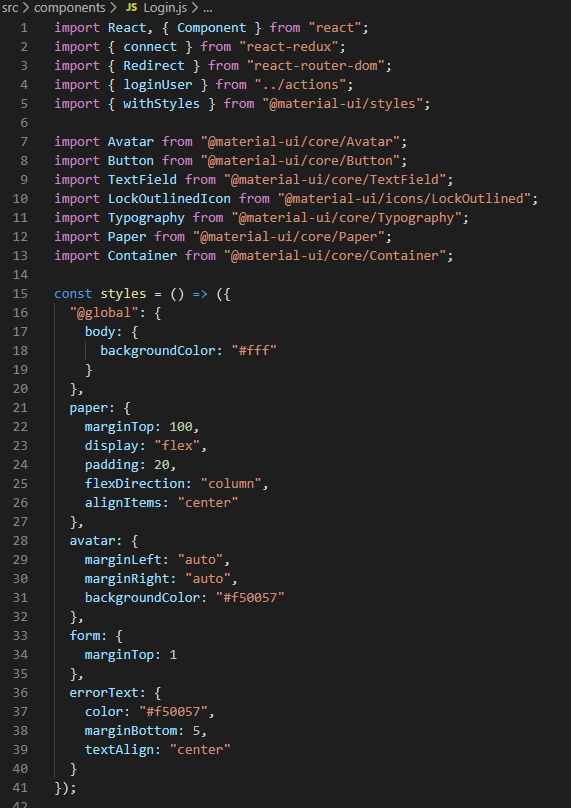 src > components > JS Login.js > ...
1 import React, { Component } from "react";
2 import { connect } from "react-redux";
3 import { Redirect } from "react-router-dom";
4 import { loginUser } from "../actions";
5 import { withStyles } from "@material-ui/styles";
6
7 import Avatar from "@material-ui/core/Avatar";
8 import Button from "@material-ui/core/Button";
9 import TextField from "@material-ui/core/TextField";
10 import LockOutlinedIcon from "@material-ui/icons/LockOutlined";
11 import Typography from "@material-ui/core/Typography";
12 import Paper from "@material-ui/core/Paper";
13 import Container from "@material-ui/core/Container";
14
15 const styles = () => ({
16   "@global": {
17     body: {
18       backgroundColor: "#fff"
19     }
20   },
21   paper: {
22     marginTop: 100,
23     display: "flex",
24     padding: 20,
25     flexDirection: "column",
26     alignItems: "center"
27   },
28   avatar: {
29     marginLeft: "auto",
30     marginRight: "auto",
31     backgroundColor: "#f50057"
32   },
33   form: {
34     marginTop: 1
35   },
36   errorText: {
37     color: "#f50057",
38     marginBottom: 5,
39     textAlign: "center"
40   }
41 });
42